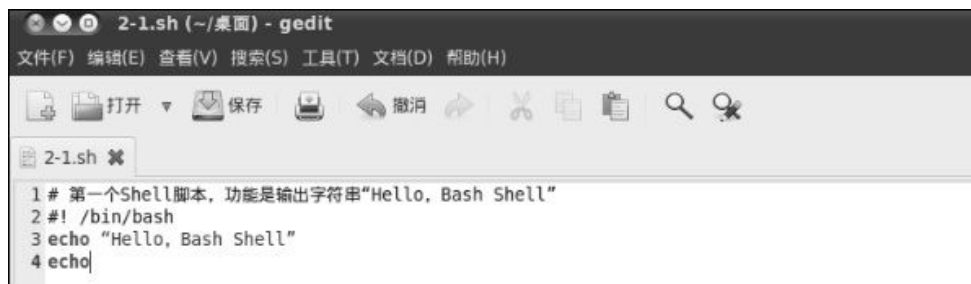 2-1.sh (~/桌面) - gedit
文件(F) 编辑(E) 查看(V) 搜索(S) 工具(T) 文档(D) 帮助(H)
打开 保存 撤消
2-1.sh
1 # 第一个Shell脚本，功能是输出字符串“Hello，Bash Shell”
2 #! /bin/bash
3 echo “Hello，Bash Shell”
4 echo